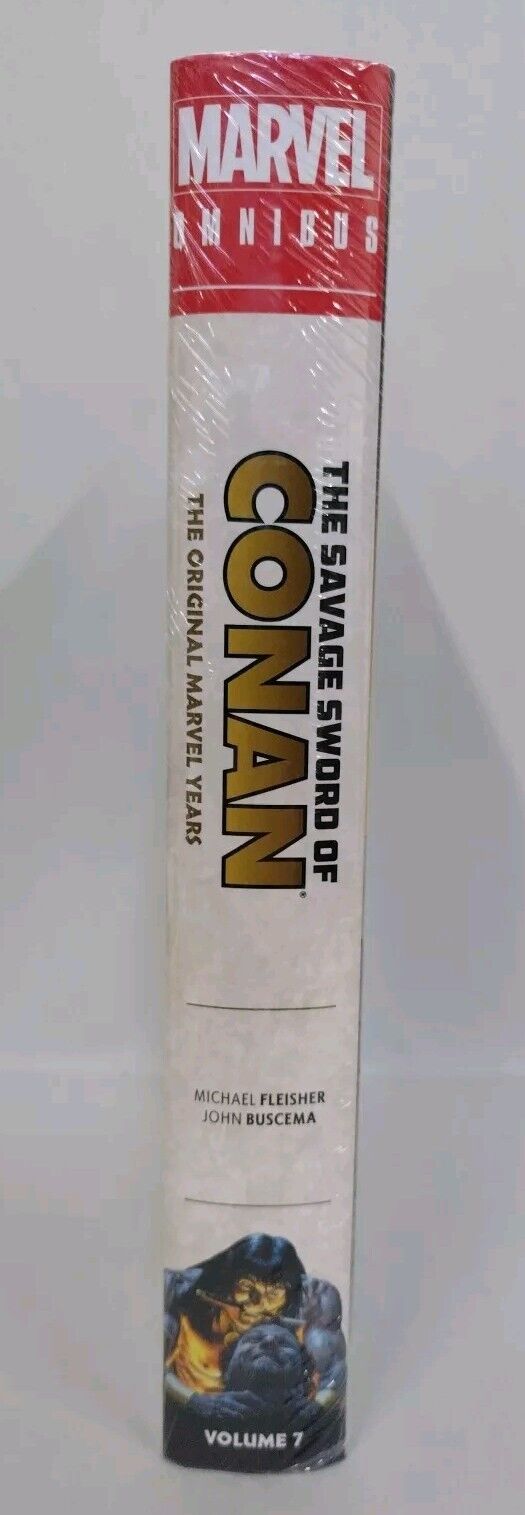 MARVEL
OMNIBUS
THE SAVAGE SWORD OF
CONAN®
THE ORIGINAL MARVEL YEARS
MICHAEL FLEISHER
JOHN BUSCEMA
VOLUME 7